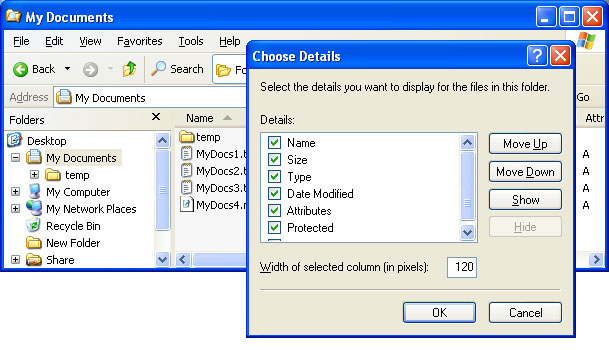 My Documents
File Edit View Favorites Tools Help
Back Search
Address My Documents Go
Folders
Name
Attr
Desktop
My Documents
temp
My Computer
My Network Places
Recycle Bin
New Folder
Share
temp
MyDocs1.
MyDocs2.
MyDocs3.
MyDocs4.
A
A
A
A
Choose Details
Select the details you want to display for the files in this folder.
Details:
Name
Size
Type
Date Modified
Attributes
Protected
Move Up
Move Down
Show
Hide
Width of selected column (in pixels): 120
OK Cancel